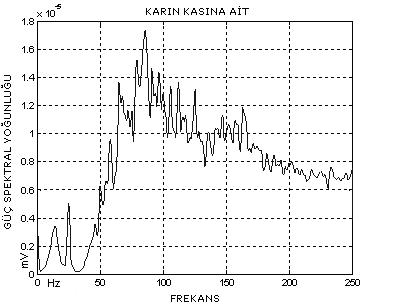 KARIN KASINA AİT
x 10⁻⁵
1.8
1.6
1.4
1.2
1
0.8
0.6
0.4
0.2
0
GÜÇ SPEKTRAL YOĞUNLUĞU
mV
0 Hz 50 100 150 200 250
FREKANS